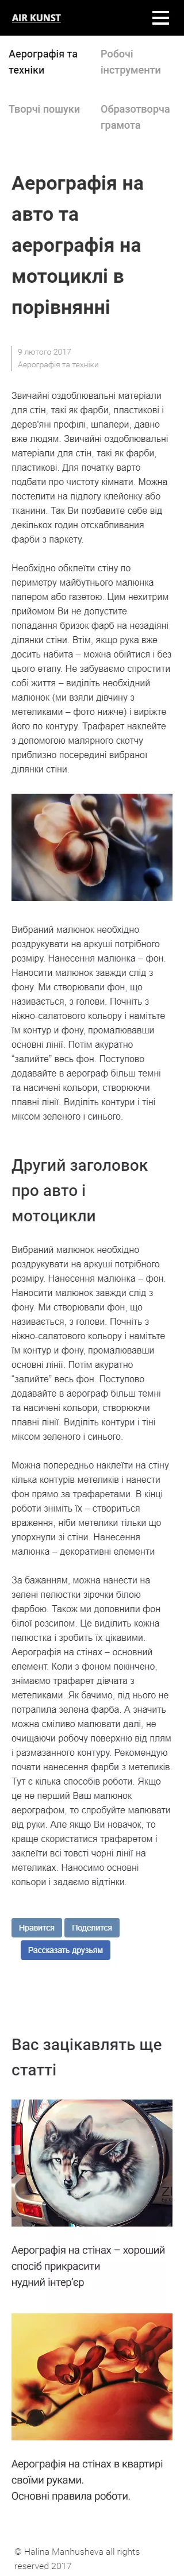 AIR KUNST
Аерографія та
техніки
Робочі
інструменти
Творчі пошуки
Образотворча
грамота
Аерографія на
авто та
аерографія на
мотоциклі в
порівнянні
9 лютого 2017
Аерографія та техніки
Звичайні оздоблювальні матеріали
для стін, такі як фарби, пластикові і
дерев'яні профілі, шпалери, давно
вже людям. Звичайні оздоблювальні
матеріали для стін, такі як фарби,
пластикові. Для початку варто
подбати про чистоту кімнати. Можна
постелити на підлогу клейонку або
тканини. Так Ви позбавите себе від
декількох годин отскабливания
фарби з паркету.
Необхідно обклеїти стіну по
периметру майбутнього малюнка
папером або газетою. Цим нехитрим
прийомом Ви не допустите
попадання бризок фарб на незадіяні
ділянки стіни. Втім, якщо рука вже
досить набита – можна обійтися і без
цього етапу. Не забуваємо спростити
собі життя – виділіть необхідний
малюнок (ми взяли дівчину з
метеликами – фото нижче) і виріжте
його по контуру. Трафарет наклейте
з допомогою малярного скотчу
приблизно посередині вибраної
ділянки стіни.
Вибраний малюнок необхідно
роздрукувати на аркуші потрібного
розміру. Нанесення малюнка – фон.
Наносити малюнок завжди слід з
фону. Ми створювали фон, що
називається, з голови. Почніть з
ніжно-салатового кольору і намітьте
їм контур и фону, промалювавши
основні лінії. Потім акуратно
“залийте” весь фон. Поступово
додавайте в аерограф більш темні
та насичені кольори, створюючи
плавні лінії. Виділіть контури і тіні
міксом зеленого і синього.
Другий заголовок
про авто і
мотоцикли
Вибраний малюнок необхідно
роздрукувати на аркуші потрібного
розміру. Нанесення малюнка – фон.
Наносити малюнок завжди слід з
фону. Ми створювали фон, що
називається, з голови. Почніть з
ніжно-салатового кольору і намітьте
їм контур и фону, промалювавши
основні лінії. Потім акуратно
“залийте” весь фон. Поступово
додавайте в аерограф більш темні
та насичені кольори, створюючи
плавні лінії. Виділіть контури і тіні
міксом зеленого і синього.
Можна попередньо наклеїти на стіну
кілька контурів метеликів і нанести
фон прямо за трафаретами. В кінці
роботи зніміть їх – створиться
враження, ніби метелики тільки що
упорхнули зі стіни. Нанесення
малюнка – декоративні елементи
За бажанням, можна нанести на
зелені пелюстки зірочки білою
фарбою. Також ми доповнили фон
білої розсипом. Це виділить кожна
пелюстка і зробить їх цікавими.
Аерографія на стінах – основний
елемент. Коли з фоном покінчено,
знімаємо трафарет дівчата з
метеликами. Як бачимо, під нього не
потрапила зелена фарба. А значить
можна сміливо малювати далі, не
очищаючи робочу поверхню від плям
і размазанного контуру. Рекомендую
почати нанесення фарби з метеликів.
Тут є кілька способів роботи. Якщо
це не перший Ваш малюнок
аерографом, то спробуйте малювати
від руки. Але якщо Ви новачок, то
краще скористатися трафаретом і
заклеїти всі товсті чорні лінії на
метеликах. Наносимо основні
кольори і задаємо відтінки.
Нравится
Поделится
Рассказать друзьям
Вас зацікавлять ще
статті
Аерографія на стінах – хороший
спосіб прикрасити
нудний інтер’єр
Аерографія на стінах в квартирі
своїми руками.
Основні правила роботи.
© Halina Manhusheva all rights
reserved 2017